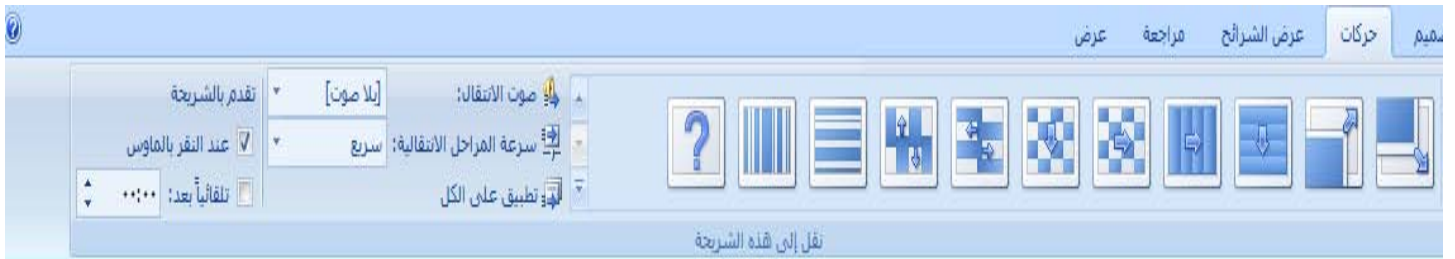 حركات عرض الشرائح مراجعة عرض
صوت الانتقال: [بلا صوت] تقدم بالشريحة
سرعة المراحل الانتقالية: سريع عند النقر بالماوس
تطبيق على الكل تلقائياً بعد: ٠٠:٠٠
نقل إلى هذه الشريحة